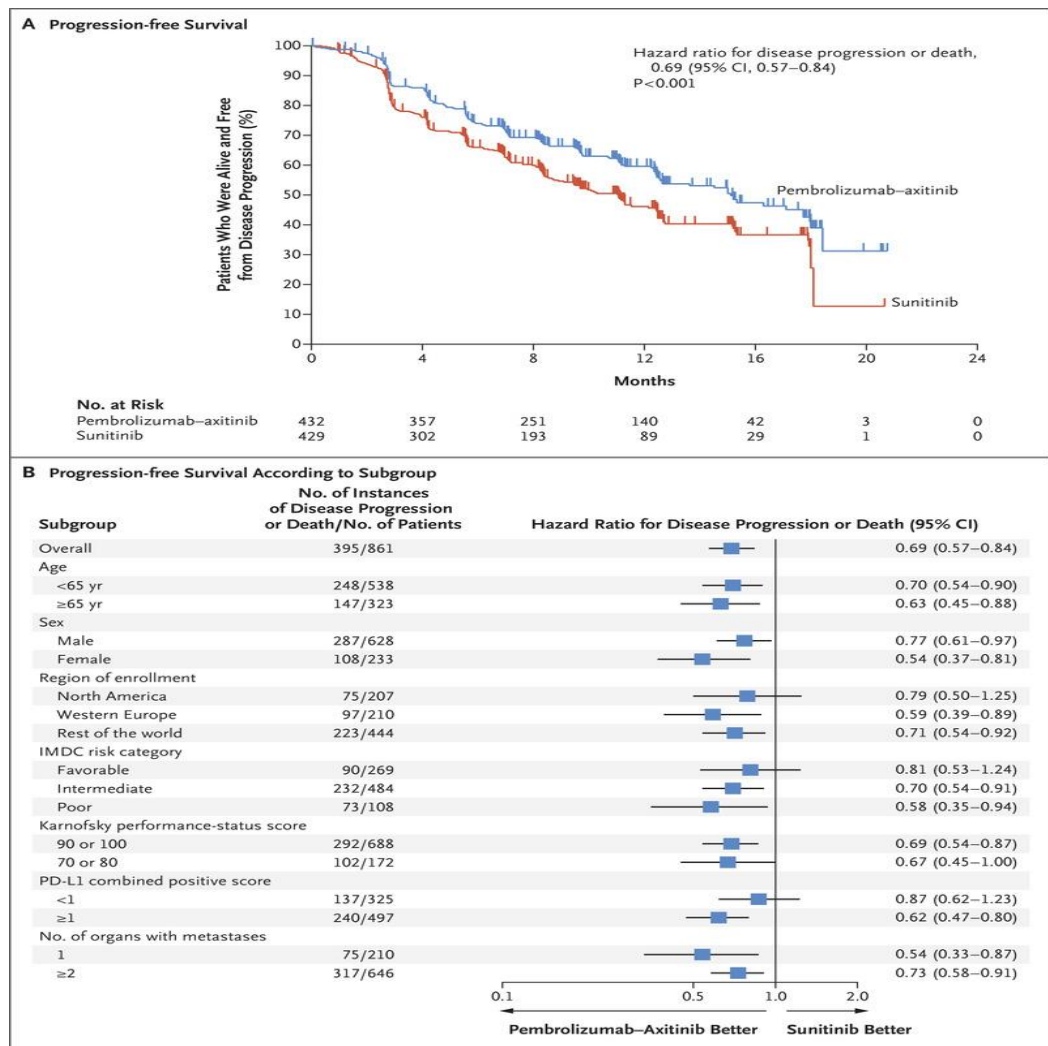 A Progression-free Survival
100
90
80
70
60
50
40
30
20
10
0
Patients Who Were Alive and Free
from Disease Progression (%)
Hazard ratio for disease progression or death,
0.69 (95% CI, 0.57–0.84)
P<0.001
Pembrolizumab–axitinib
Sunitinib
0 4 8 12 16 20 24
Months
No. at Risk
Pembrolizumab–axitinib 432 357 251 140 42 3 0
Sunitinib 429 302 193 89 29 1 0
B Progression-free Survival According to Subgroup
No. of Instances
of Disease Progression
Subgroup or Death/No. of Patients Hazard Ratio for Disease Progression or Death (95% CI)
Overall 395/861 0.69 (0.57–0.84)
Age
<65 yr 248/538 0.70 (0.54–0.90)
≥65 yr 147/323 0.63 (0.45–0.88)
Sex
Male 287/628 0.77 (0.61–0.97)
Female 108/233 0.54 (0.37–0.81)
Region of enrollment
North America 75/207 0.79 (0.50–1.25)
Western Europe 97/210 0.59 (0.39–0.89)
Rest of the world 223/444 0.71 (0.54–0.92)
IMDC risk category
Favorable 90/269 0.81 (0.53–1.24)
Intermediate 232/484 0.70 (0.54–0.91)
Poor 73/108 0.58 (0.35–0.94)
Karnofsky performance-status score
90 or 100 292/688 0.69 (0.54–0.87)
70 or 80 102/172 0.67 (0.45–1.00)
PD-L1 combined positive score
<1 137/325 0.87 (0.62–1.23)
≥1 240/497 0.62 (0.47–0.80)
No. of organs with metastases
1 75/210 0.54 (0.33–0.87)
≥2 317/646 0.73 (0.58–0.91)
0.1 0.5 1.0 2.0
Pembrolizumab–Axitinib Better Sunitinib Better